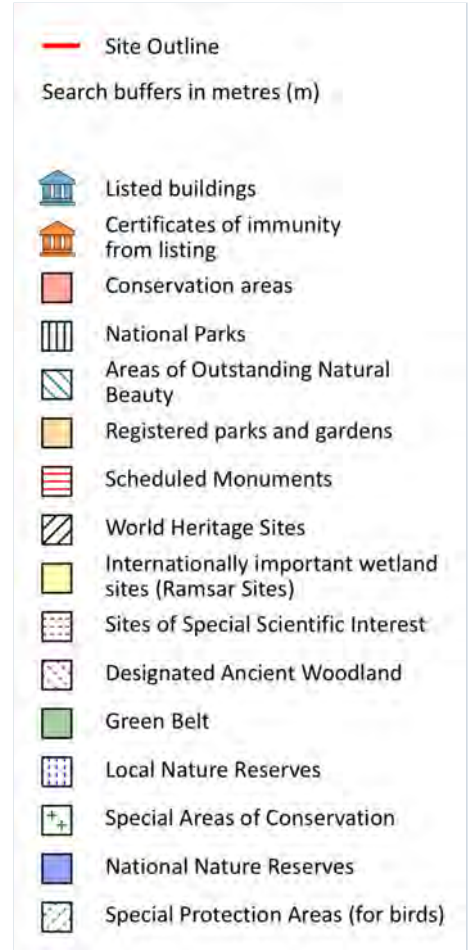 Site Outline
Search buffers in metres (m)
Listed buildings
Certificates of immunity
from listing
Conservation areas
National Parks
Areas of Outstanding Natural
Beauty
Registered parks and gardens
Scheduled Monuments
World Heritage Sites
Internationally important wetland
sites (Ramsar Sites)
Sites of Special Scientific Interest
Designated Ancient Woodland
Green Belt
Local Nature Reserves
Special Areas of Conservation
National Nature Reserves
Special Protection Areas (for birds)